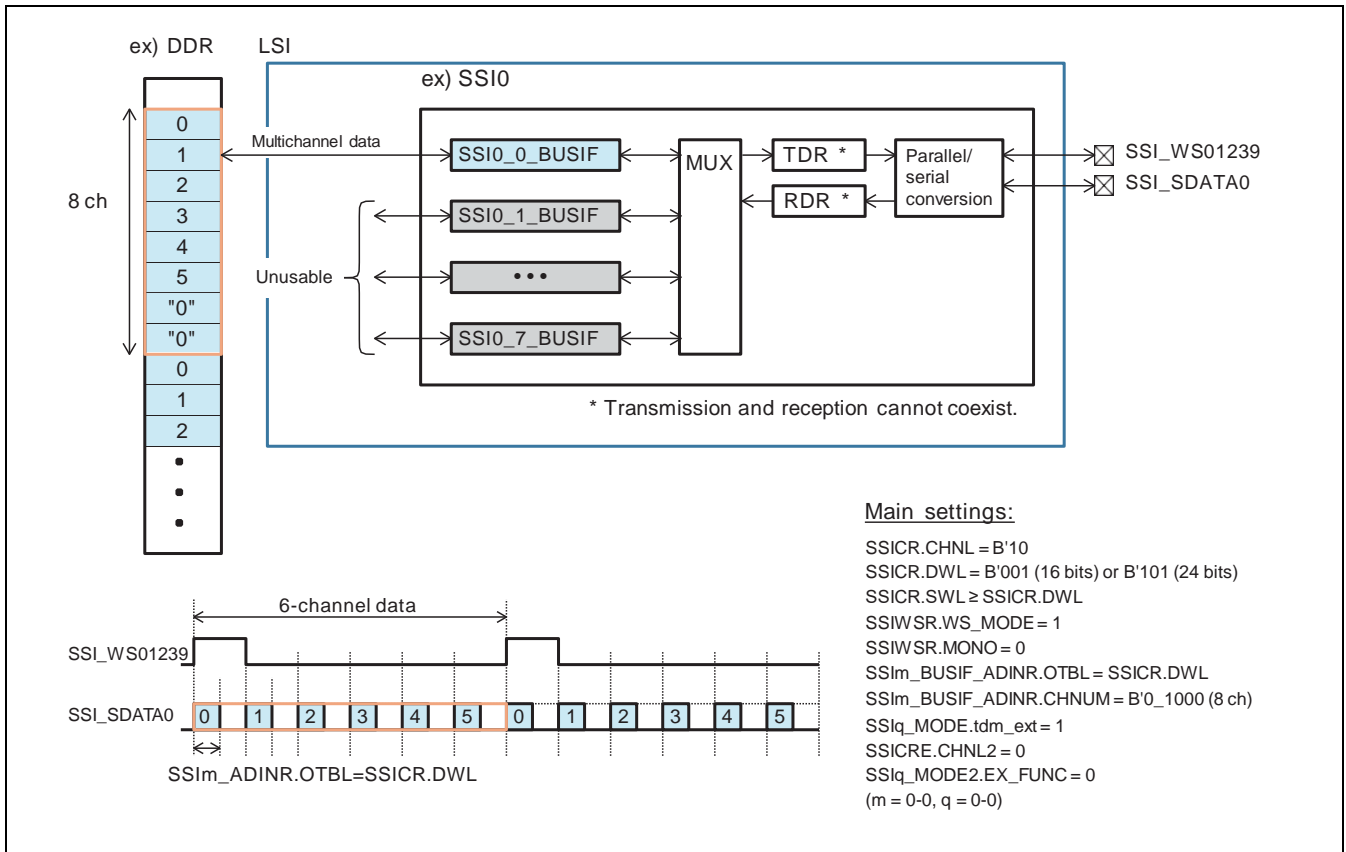 ex) DDR
LSI
ex) SSI0
0
1
2
3
4
5
"0"
"0"
0
1
2
•
•
•
8 ch
Multichannel data
Unusable
SSI0_0_BUSIF
SSI0_1_BUSIF
•••
SSI0_7_BUSIF
MUX
TDR *
RDR *
Parallel/
serial
conversion
SSI_WS01239
SSI_SDATA0
* Transmission and reception cannot coexist.
6-channel data
SSI_WS01239
SSI_SDATA0
0 1 2 3 4 5 0 1 2 3 4 5
SSIm_ADINR.OTBL=SSICR.DWL
Main settings:
SSICR.CHNL = B'10
SSICR.DWL = B'001 (16 bits) or B'101 (24 bits)
SSICR.SWL ≥ SSICR.DWL
SSIWSR.WS_MODE = 1
SSIWSR.MONO = 0
SSIm_BUSIF_ADINR.OTBL = SSICR.DWL
SSIm_BUSIF_ADINR.CHNUM = B'0_1000 (8 ch)
SSIq_MODE.tdm_ext = 1
SSICRE.CHNL2 = 0
SSIq_MODE2.EX_FUNC = 0
(m = 0-0, q = 0-0)